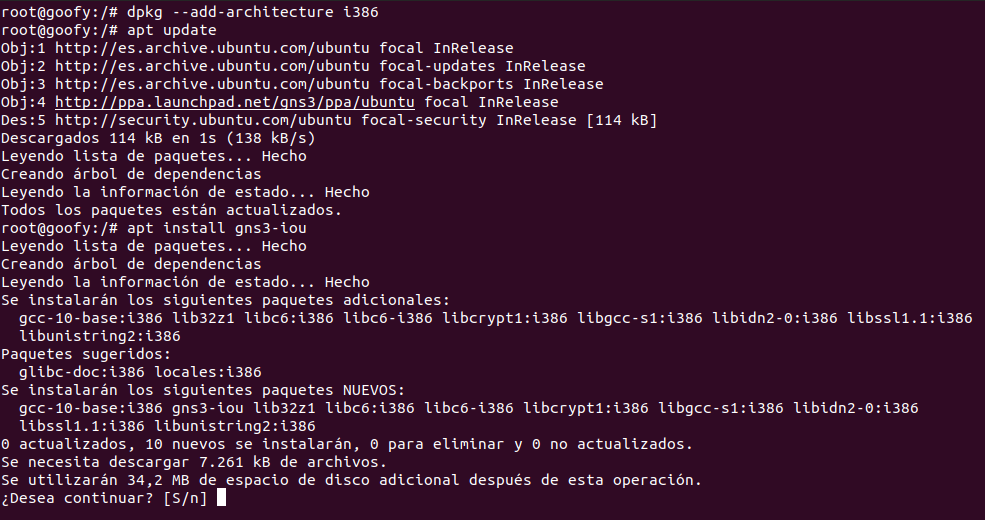 root@goofy:/# dpkg --add-architecture i386
root@goofy:/# apt update
Obj:1 http://es.archive.ubuntu.com/ubuntu focal InRelease
Obj:2 http://es.archive.ubuntu.com/ubuntu focal-updates InRelease
Obj:3 http://es.archive.ubuntu.com/ubuntu focal-backports InRelease
Obj:4 http://ppa.launchpad.net/gns3/ppa/ubuntu focal InRelease
Des:5 http://security.ubuntu.com/ubuntu focal-security InRelease [114 kB]
Descargados 114 kB en 1s (138 kB/s)
Leyendo lista de paquetes... Hecho
Creando árbol de dependencias
Leyendo la información de estado... Hecho
Todos los paquetes están actualizados.
root@goofy:/# apt install gns3-iou
Leyendo lista de paquetes... Hecho
Creando árbol de dependencias
Leyendo la información de estado... Hecho
Se instalarán los siguientes paquetes adicionales:
  gcc-10-base:i386 lib32z1 libc6:i386 libc6-i386 libcrypt1:i386 libgcc-s1:i386 libidn2-0:i386 libssl1.1:i386
  libunistring2:i386
Paquetes sugeridos:
  glibc-doc:i386 locales:i386
Se instalarán los siguientes paquetes NUEVOS:
  gcc-10-base:i386 gns3-iou lib32z1 libc6:i386 libc6-i386 libcrypt1:i386 libgcc-s1:i386 libidn2-0:i386
  libssl1.1:i386 libunistring2:i386
0 actualizados, 10 nuevos se instalarán, 0 para eliminar y 0 no actualizados.
Se necesita descargar 7.261 kB de archivos.
Se utilizarán 34,2 MB de espacio de disco adicional después de esta operación.
¿Desea continuar? [S/n]